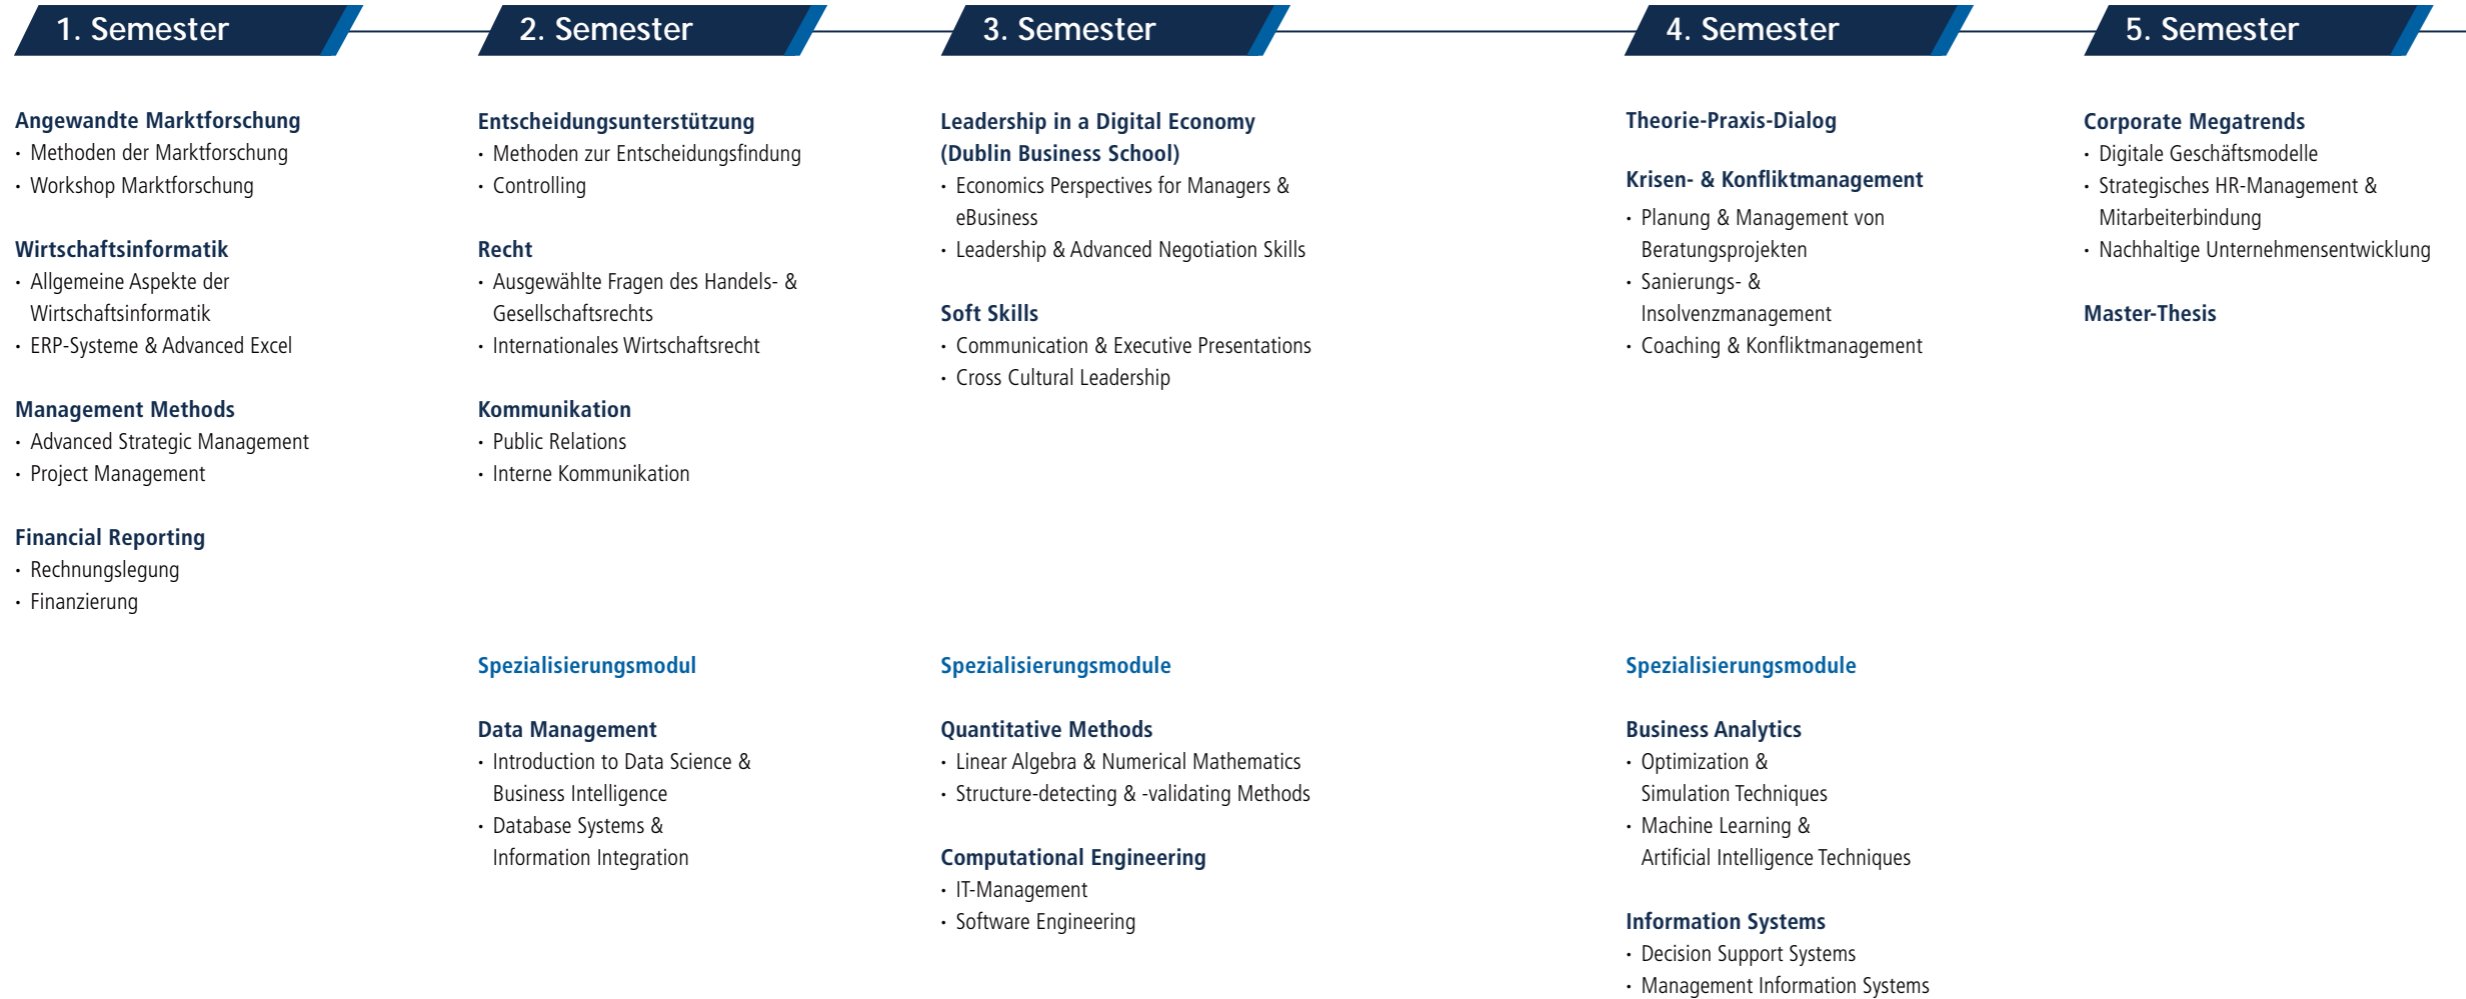 1. Semester
Angewandte Marktforschung
· Methoden der Marktforschung
· Workshop Marktforschung
Wirtschaftsinformatik
· Allgemeine Aspekte der
Wirtschaftsinformatik
· ERP-Systeme & Advanced Excel
Management Methods
· Advanced Strategic Management
· Project Management
Financial Reporting
· Rechnungslegung
· Finanzierung
2. Semester
Entscheidungsunterstützung
· Methoden zur Entscheidungsfindung
· Controlling
Recht
· Ausgewählte Fragen des Handels- &
Gesellschaftsrechts
· Internationales Wirtschaftsrecht
Kommunikation
· Public Relations
· Interne Kommunikation
Spezialisierungsmodul
Data Management
· Introduction to Data Science &
Business Intelligence
· Database Systems &
Information Integration
3. Semester
Leadership in a Digital Economy
(Dublin Business School)
· Economics Perspectives for Managers &
eBusiness
· Leadership & Advanced Negotiation Skills
Soft Skills
· Communication & Executive Presentations
· Cross Cultural Leadership
Spezialisierungsmodule
Quantitative Methods
· Linear Algebra & Numerical Mathematics
· Structure-detecting & -validating Methods
Computational Engineering
· IT-Management
· Software Engineering
4. Semester
Theorie-Praxis-Dialog
Krisen- & Konfliktmanagement
· Planung & Management von
Beratungsprojekten
· Sanierungs- &
Insolvenzmanagement
· Coaching & Konfliktmanagement
Spezialisierungsmodule
Business Analytics
· Optimization &
Simulation Techniques
· Machine Learning &
Artificial Intelligence Techniques
Information Systems
· Decision Support Systems
· Management Information Systems
5. Semester
Corporate Megatrends
· Digitale Geschäftsmodelle
· Strategisches HR-Management &
Mitarbeiterbindung
· Nachhaltige Unternehmensentwicklung
Master-Thesis